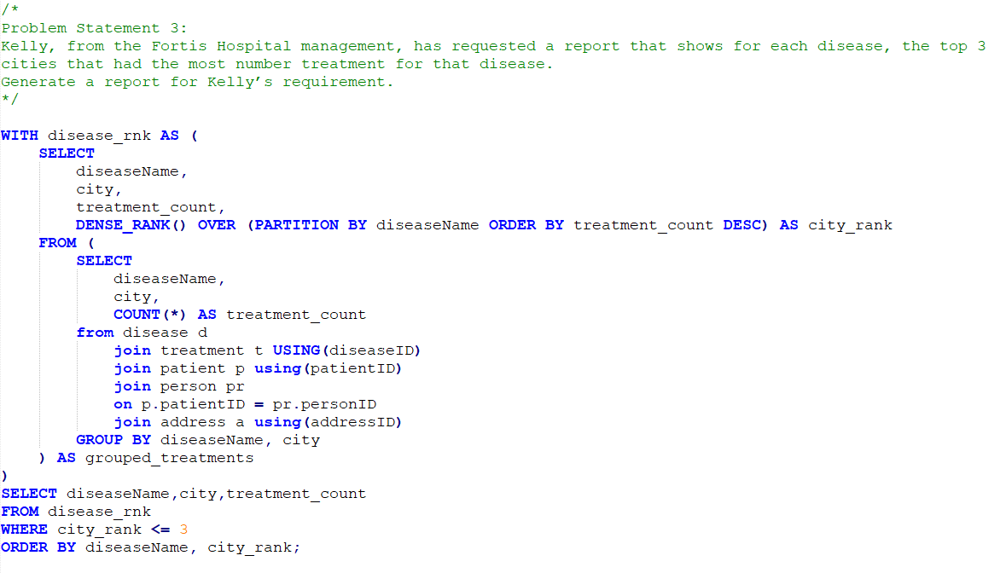 /*
Problem Statement 3:
Kelly, from the Fortis Hospital management, has requested a report that shows for each disease, the top 3
cities that had the most number treatment for that disease.
Generate a report for Kelly’s requirement.
*/
WITH disease_rnk AS (
    SELECT
        diseaseName,
        city,
        treatment_count,
        DENSE_RANK() OVER (PARTITION BY diseaseName ORDER BY treatment_count DESC) AS city_rank
    FROM (
        SELECT
            diseaseName,
            city,
            COUNT(*) AS treatment_count
        from disease d
            join treatment t USING(diseaseID)
            join patient p using(patientID)
            join person pr
            on p.patientID = pr.personID
            join address a using(addressID)
        GROUP BY diseaseName, city
    ) AS grouped_treatments
)
SELECT diseaseName,city,treatment_count
FROM disease_rnk
WHERE city_rank <= 3
ORDER BY diseaseName, city_rank;